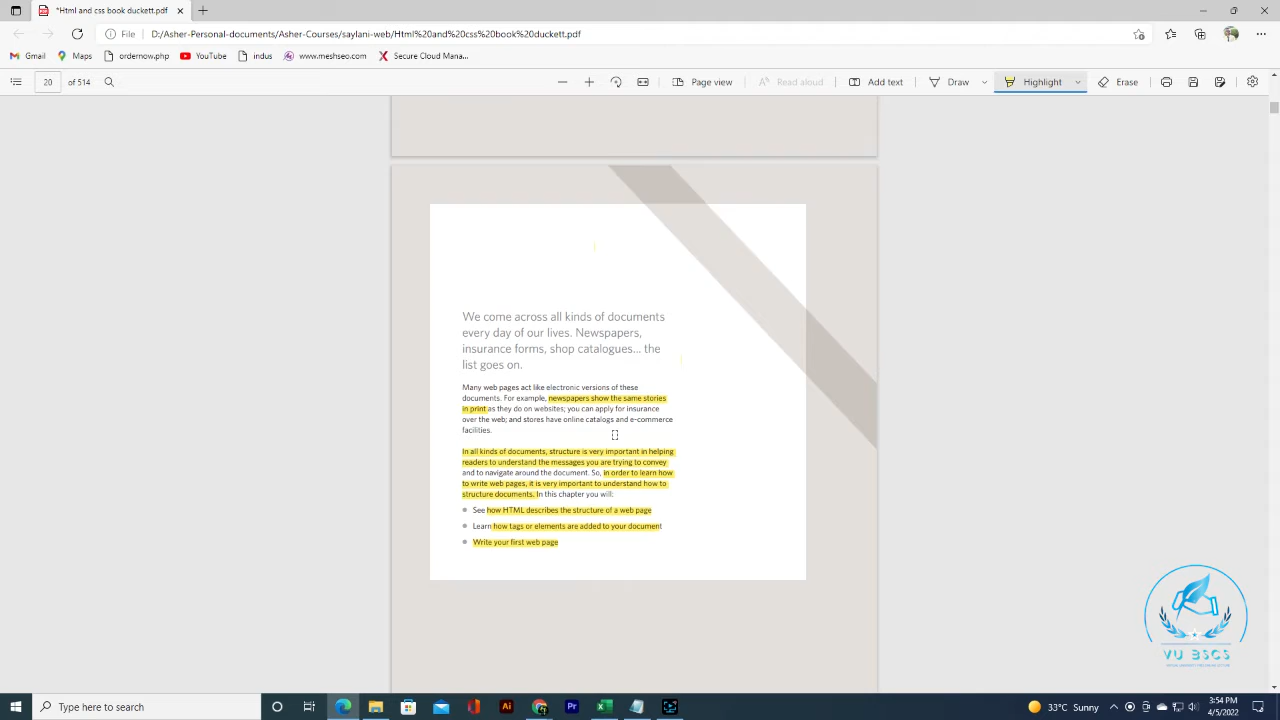 *Html and css book duckett.pdf
File D:/Asher-Personal-documents/Asher-Courses/saylani-web/Html%20and%20css%20book%20duckett.pdf
Gmail Maps ordernow.php YouTube indus www.meshseo.com Secure Cloud Mana...
20 of 514 Page view Read aloud Add text Draw Highlight Erase
We come across all kinds of documents
every day of our lives. Newspapers,
insurance forms, shop catalogues... the
list goes on.
Many web pages act like electronic versions of these
documents. For example, newspapers show the same stories
in print as they do on websites; you can apply for insurance
over the web; and stores have online catalogs and e-commerce
facilities.
In all kinds of documents, structure is very important in helping
readers to understand the messages you are trying to convey
and to navigate around the document. So, in order to learn how
to write web pages, it is very important to understand how to
structure documents. In this chapter you will:
See how HTML describes the structure of a web page
Learn how tags or elements are added to your document
Write your first web page
VU BSCS
Type here to search
33°C Sunny
3:54 PM
4/5/2022